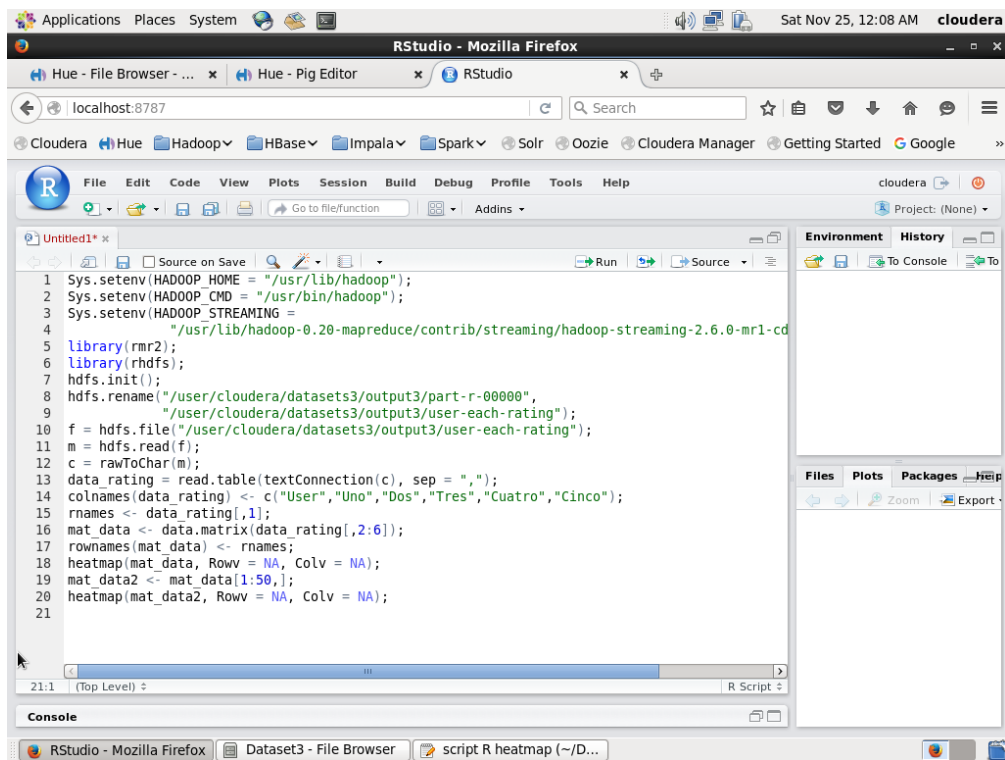 Applications Places System
Sat Nov 25, 12:08 AM cloudera
RStudio - Mozilla Firefox
Hue - File Browser - ... × Hue - Pig Editor × RStudio ×
localhost:8787
Search
Cloudera Hue Hadoop HBase Impala Spark Solr Oozie Cloudera Manager Getting Started Google »
R File Edit Code View Plots Session Build Debug Profile Tools Help cloudera
Go to file/function Addins Project: (None)
Untitled1* ×
Environment History
Source on Save Run Source
To Console To
1 Sys.setenv(HADOOP_HOME = "/usr/lib/hadoop");
2 Sys.setenv(HADOOP_CMD = "/usr/bin/hadoop");
3 Sys.setenv(HADOOP_STREAMING =
4 "/usr/lib/hadoop-0.20-mapreduce/contrib/streaming/hadoop-streaming-2.6.0-mr1-cd
5 library(rmr2);
6 library(rhdfs);
7 hdfs.init();
8 hdfs.rename("/user/cloudera/datasets3/output3/part-r-00000",
9 "/user/cloudera/datasets3/output3/user-each-rating");
10 f = hdfs.file("/user/cloudera/datasets3/output3/user-each-rating");
11 m = hdfs.read(f);
12 c = rawToChar(m);
13 data_rating = read.table(textConnection(c), sep = ",");
14 colnames(data_rating) <- c("User","Uno","Dos","Tres","Cuatro","Cinco");
15 rnames <- data_rating[,1];
16 mat_data <- data.matrix(data_rating[,2:6]);
17 rownames(mat_data) <- rnames;
18 heatmap(mat_data, Rowv = NA, Colv = NA);
19 mat_data2 <- mat_data[1:50,];
20 heatmap(mat_data2, Rowv = NA, Colv = NA);
21
Files Plots Packages Help
Zoom Export
21:1 (Top Level) R Script
Console
RStudio - Mozilla Firefox Dataset3 - File Browser script R heatmap (~/D...